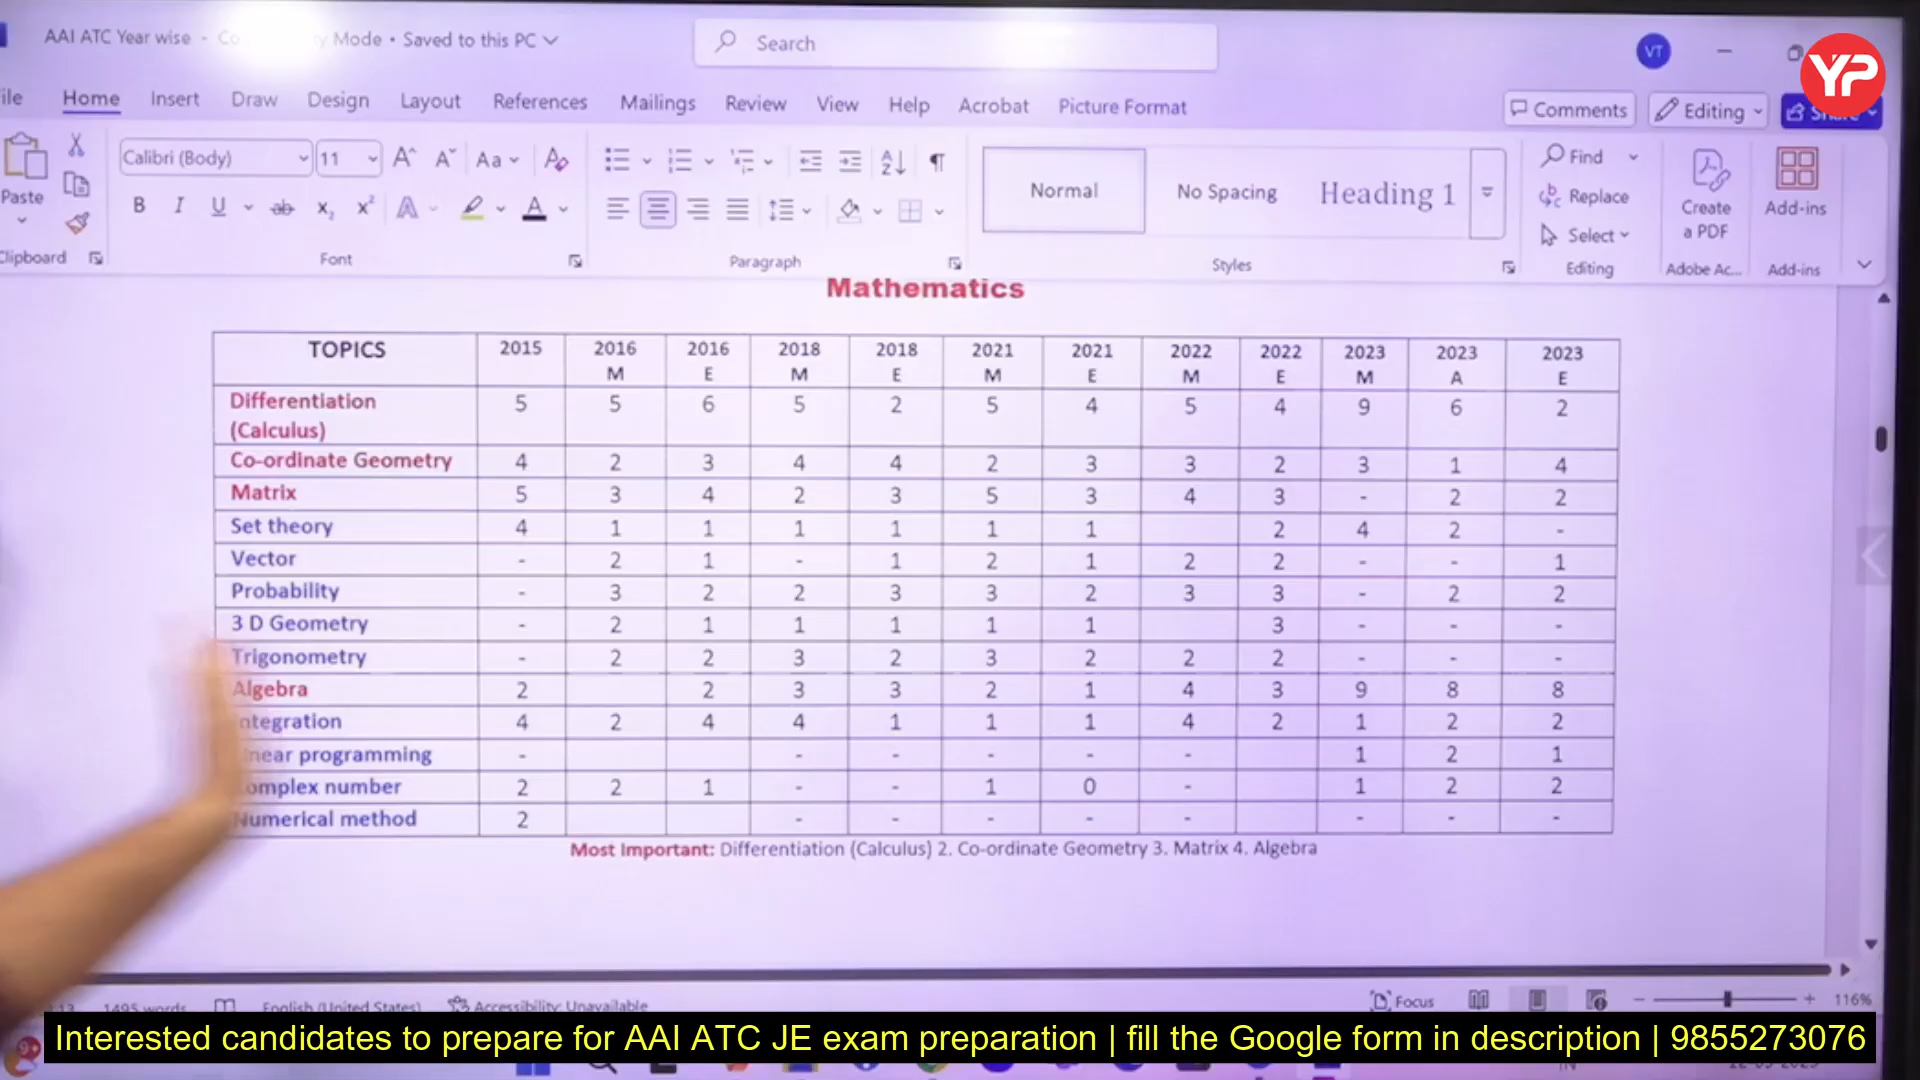 AAI ATC Year wise - Mode • Saved to this PC
Search
VT
YP
Home Insert Draw Design Layout References Mailings Review View Help Acrobat Picture Format
Comments Editing
Paste
Calibri (Body) 11
Aa
B I U ab
Normal No Spacing Heading 1
Find
Replace
Select
Create
a PDF
Add-ins
Font Paragraph Styles Editing Adobe Ac... Add-ins
Mathematics
TOPICS 2015 2016 M 2016 E 2018 M 2018 E 2021 M 2021 E 2022 M 2022 E 2023 M 2023 A 2023 E
Differentiation (Calculus) 5 5 6 5 2 5 4 5 4 9 6 2
Co-ordinate Geometry 4 2 3 4 4 2 3 3 2 3 1 4
Matrix 5 3 4 2 3 5 3 4 3 - 2 2
Set theory 4 1 1 1 1 1 1 2 4 2 -
Vector - 2 1 - 1 2 1 2 2 - - 1
Probability - 3 2 2 3 3 2 3 3 - 2 2
3 D Geometry - 2 1 1 1 1 1 3 - - -
Trigonometry - 2 2 3 2 3 2 2 2 - - -
Algebra 2 2 3 3 2 1 4 3 9 8 8
ntegration 4 2 4 4 1 1 1 4 2 1 2 2
near programming - - - - - - 1 2 1
omplex number 2 2 1 - - 1 0 - 1 2 2
Numerical method 2 - - - - - - - -
Most Important: Differentiation (Calculus) 2. Co-ordinate Geometry 3. Matrix 4. Algebra
1495 words English (United States) Accessibility: Unavailable Focus 116%
Interested candidates to prepare for AAI ATC JE exam preparation | fill the Google form in description | 9855273076